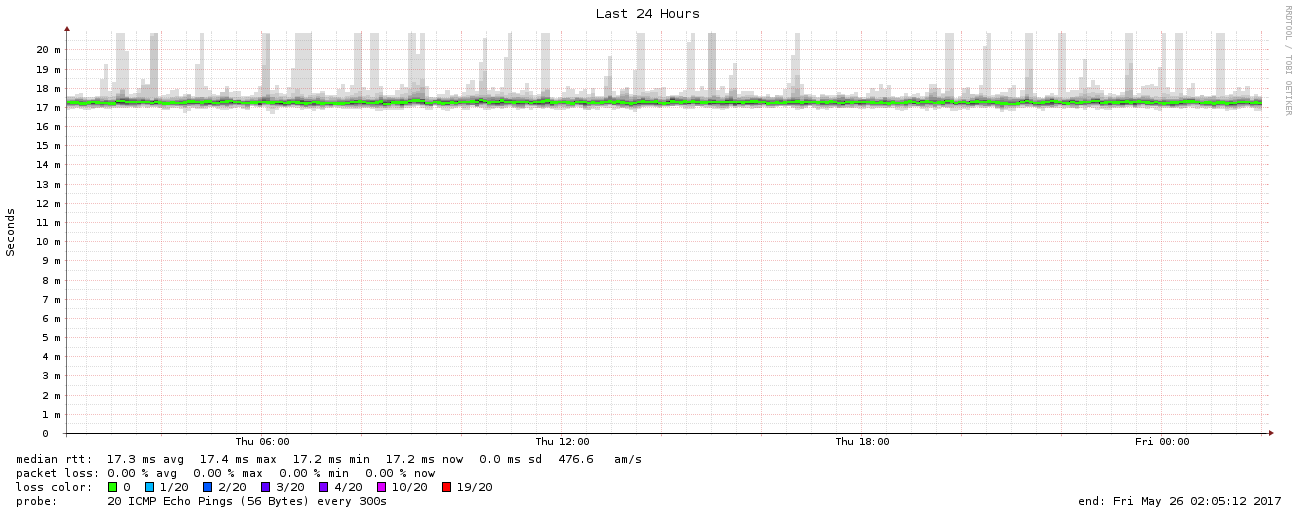 Last 24 Hours
RRDTOOL / TOBI OETIKER
Seconds
20 m
19 m
18 m
17 m
16 m
15 m
14 m
13 m
12 m
11 m
10 m
9 m
8 m
7 m
6 m
5 m
4 m
3 m
2 m
1 m
0
Thu 06:00 Thu 12:00 Thu 18:00 Fri 00:00
median rtt: 17.3 ms avg 17.4 ms max 17.2 ms min 17.2 ms now 0.0 ms sd 476.6 am/s
packet loss: 0.00 % avg 0.00 % max 0.00 % min 0.00 % now
loss color: 0 1/20 2/20 3/20 4/20 10/20 19/20
probe: 20 ICMP Echo Pings (56 Bytes) every 300s end: Fri May 26 02:05:12 2017